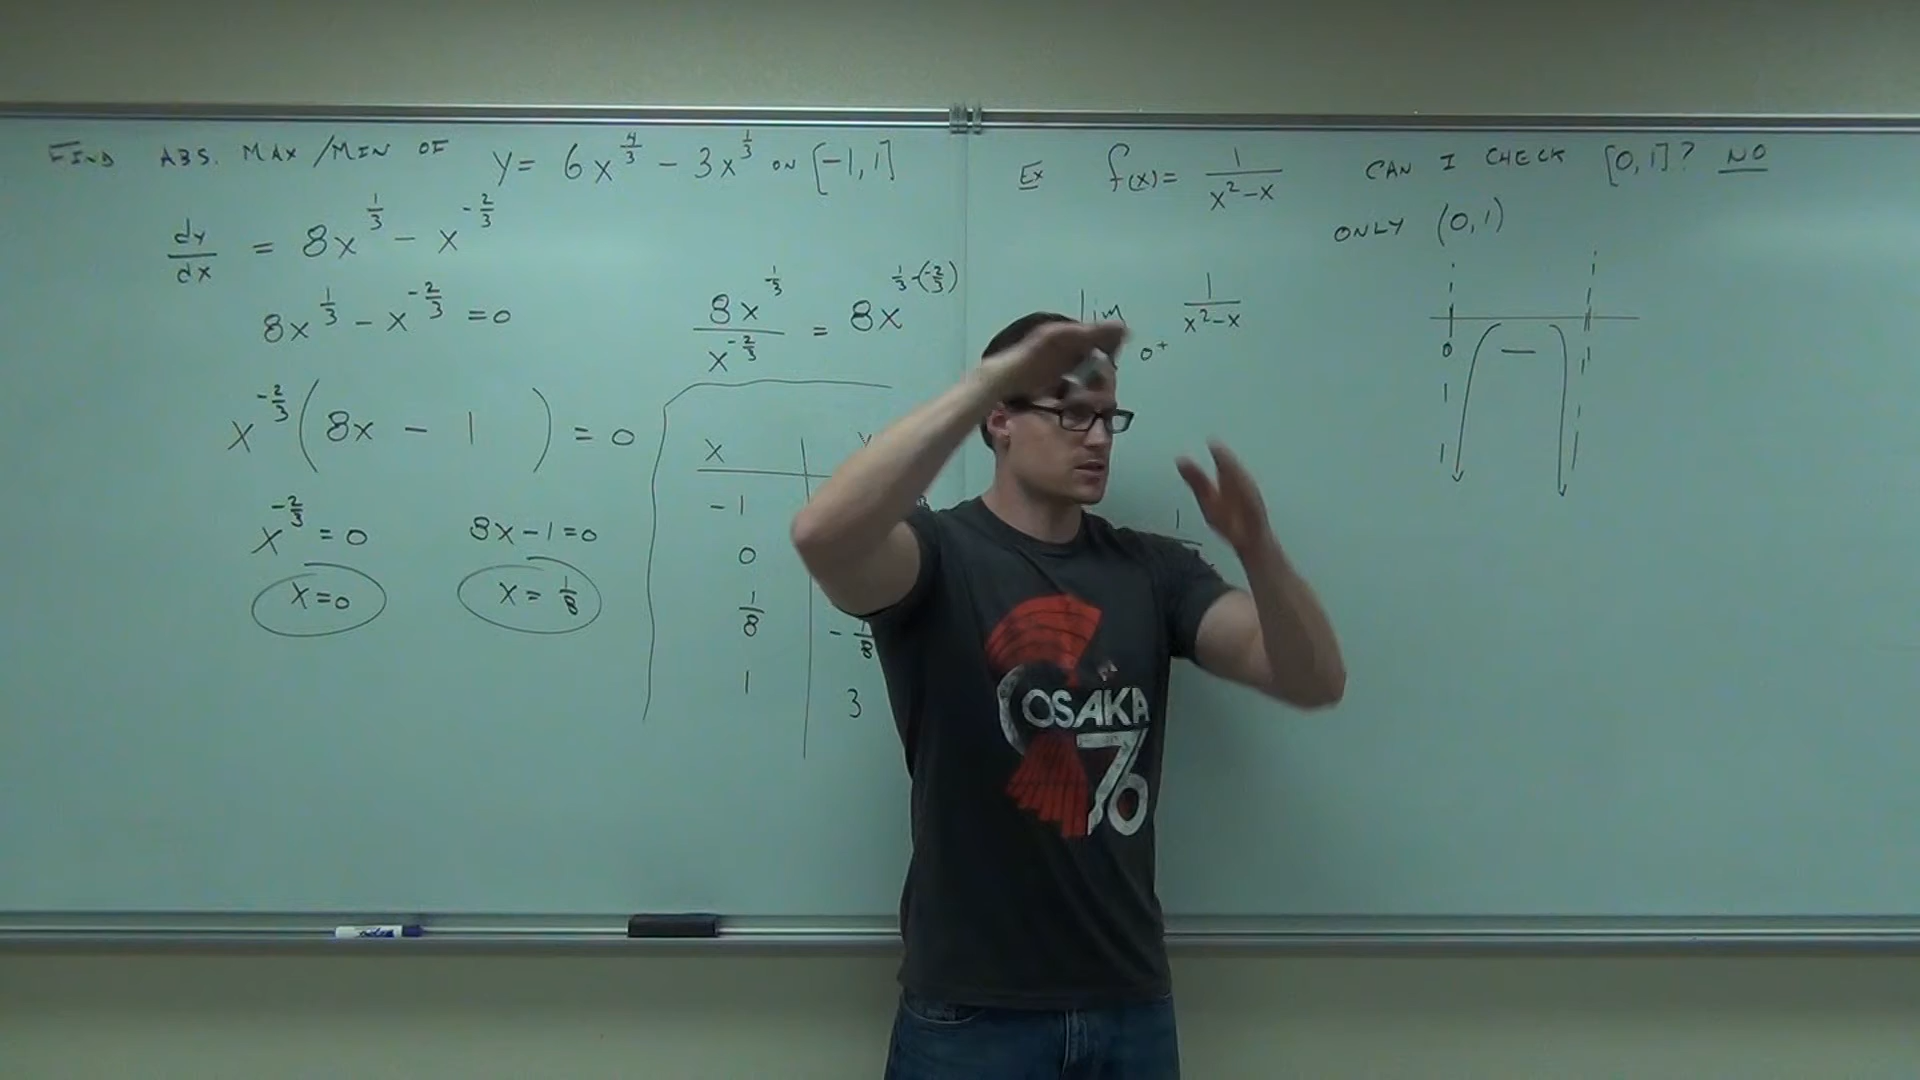 FIND ABS. MAX/MIN OF y = 6x^{4/3} - 3x^{1/3} ON [-1,1]
dy/dx = 8x^{1/3} - x^{-2/3}
8x^{1/3} - x^{-2/3} = 0
x^{-2/3}(8x - 1) = 0
x^{-2/3} = 0
x = 0
8x - 1 = 0
x = 1/8
8x^{1/3}/x^{-2/3} = 8x^{1/3-(-2/3)}
x
-1
0
1/8
1
3
Ex f(x) = 1/(x²-x) CAN I CHECK [0,1]? NO
ONLY (0,1)
lim 0⁺ 1/(x²-x)
0 - 1
OSAKA
76